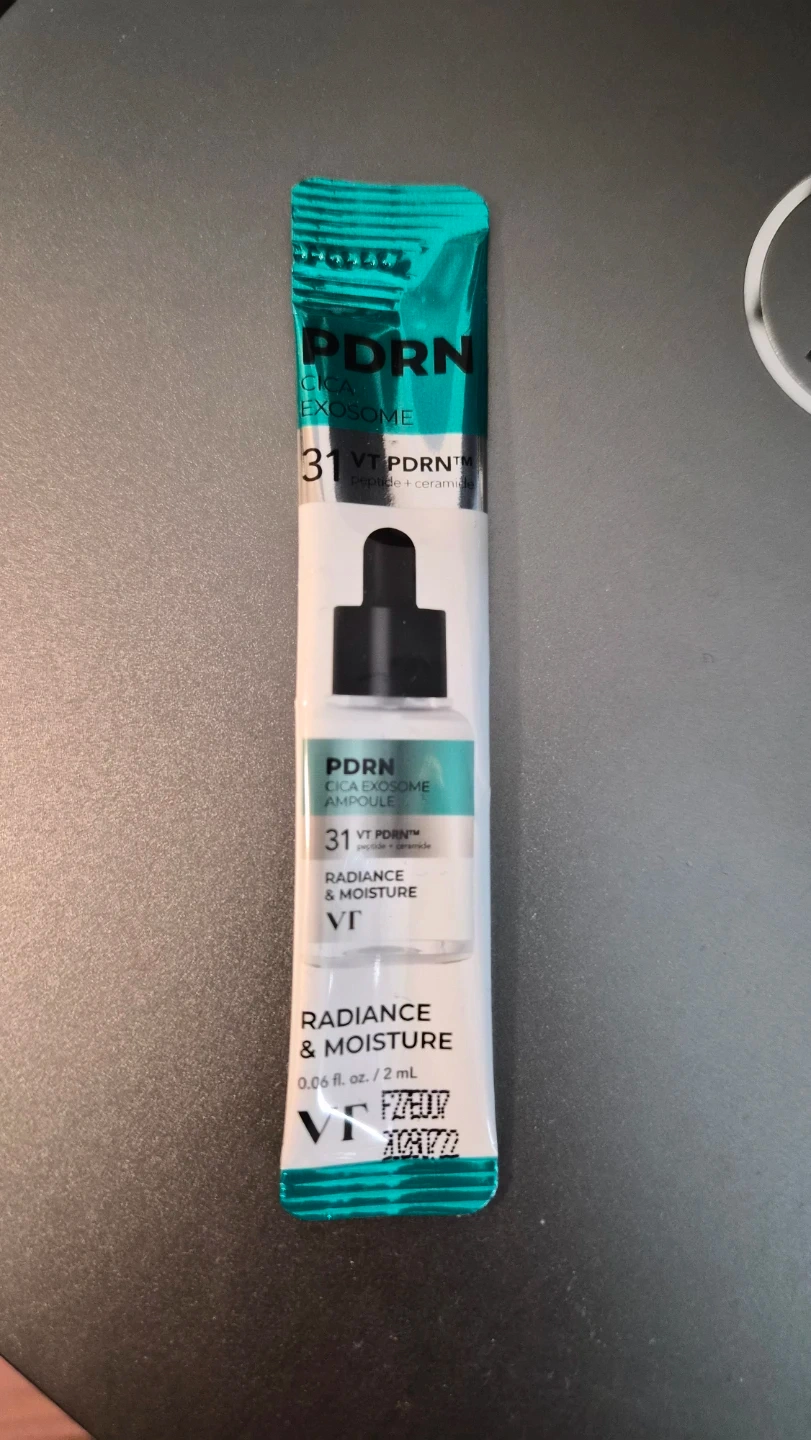 PDRN
CICA
EXOSOME
31 VT PDRN™
peptide + ceramide
PDRN
CICA EXOSOME
AMPOULE
31 VT PDRN™
peptide + ceramide
RADIANCE
& MOISTURE
VT
RADIANCE
& MOISTURE
0.06 fl. oz. / 2 mL
VT